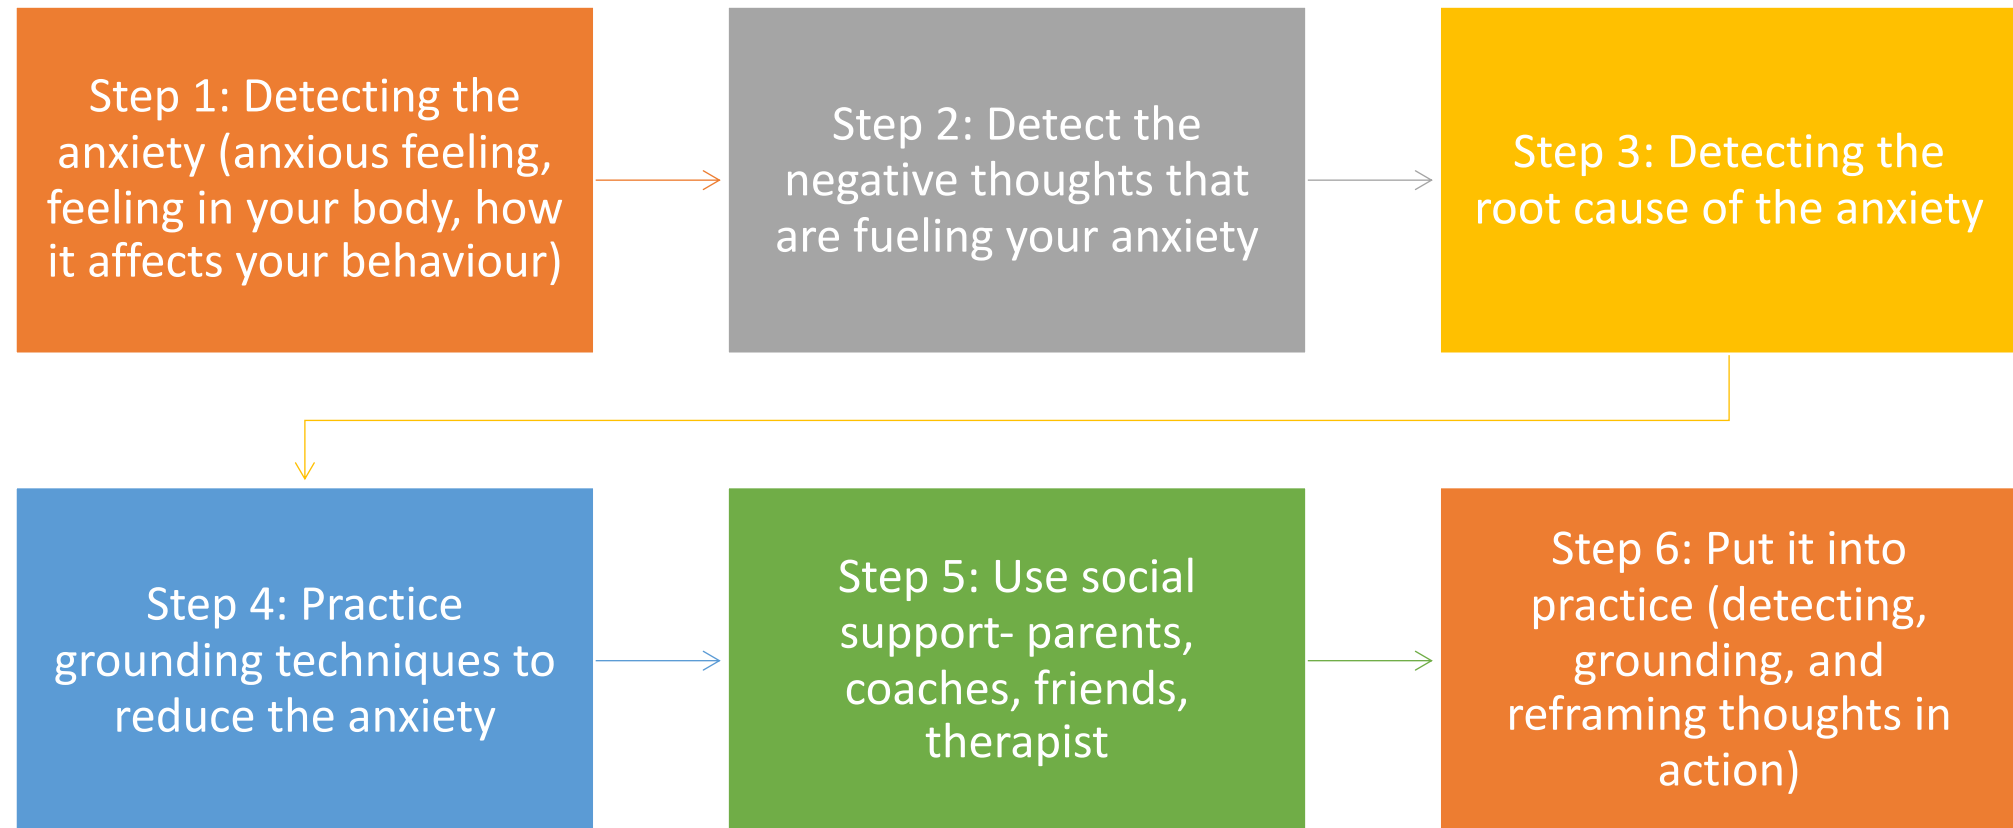 Step 1: Detecting the
anxiety (anxious feeling,
feeling in your body, how
it affects your behaviour)
Step 2: Detect the
negative thoughts that
are fueling your anxiety
Step 3: Detecting the
root cause of the anxiety
Step 4: Practice
grounding techniques to
reduce the anxiety
Step 5: Use social
support- parents,
coaches, friends,
therapist
Step 6: Put it into
practice (detecting,
grounding, and
reframing thoughts in
action)